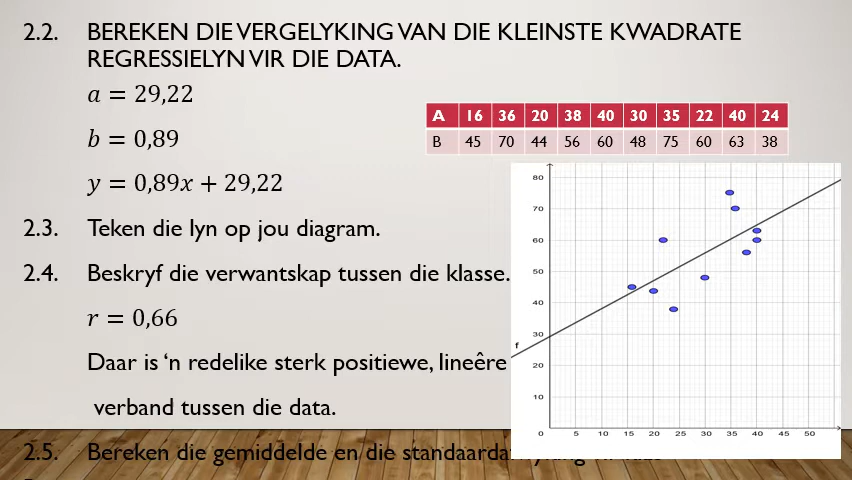 2.2. BEREKEN DIE VERGELYKING VAN DIE KLEINSTE KWADRATE
REGRESSIELYN VIR DIE DATA.
a = 29,22
b = 0,89
y = 0,89x + 29,22
A 16 36 20 38 40 30 35 22 40 24
B 45 70 44 56 60 48 75 60 63 38
2.3. Teken die lyn op jou diagram.
2.4. Beskryf die verwantskap tussen die klasse.
r = 0,66
Daar is ‘n redelike sterk positiewe, lineêre
verband tussen die data.
2.5. Bereken die gemiddelde en die
80
70
60
50
40
30
f
20
10
0 5 10 15 20 25 30 35 40 45 50